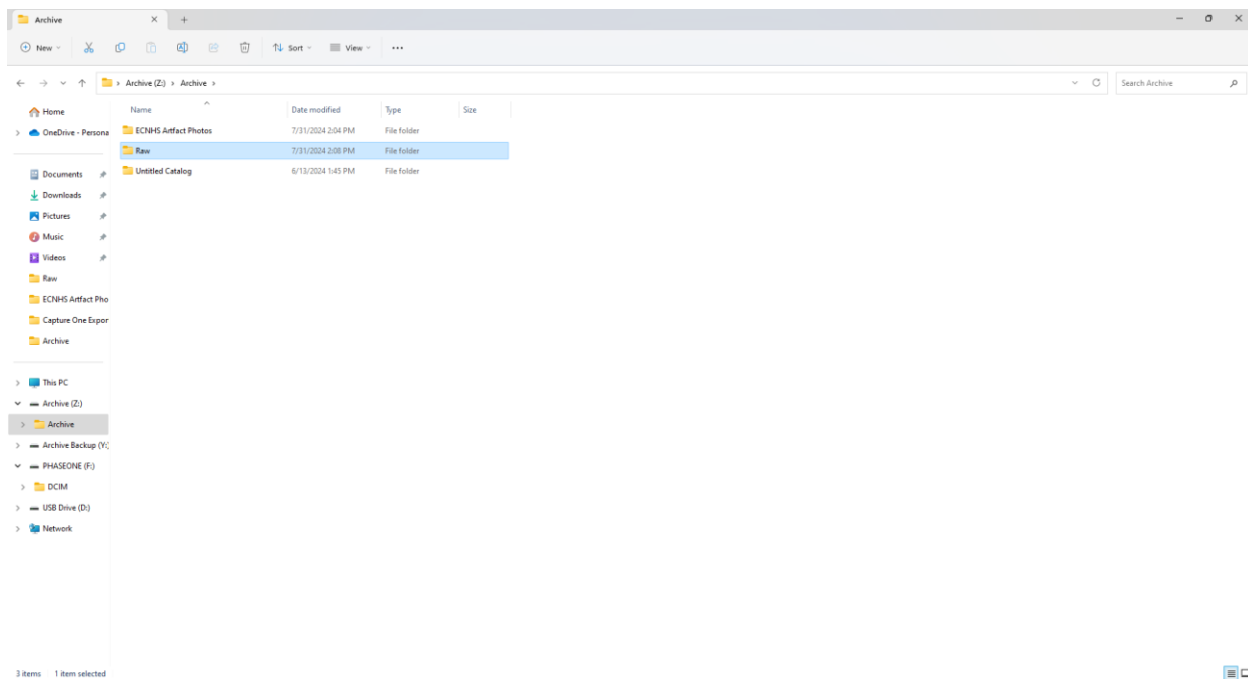 Archive
New
Sort
View
Archive (Z:) > Archive >
Search Archive
Home
OneDrive - Persona
Documents
Downloads
Pictures
Music
Videos
Raw
ECNHS Artfact Pho
Capture One Expor
Archive
This PC
Archive (Z:)
Archive
Archive Backup (Y:)
PHASEONE (F:)
DCIM
USB Drive (D:)
Network
Name Date modified Type Size
ECNHS Artfact Photos 7/31/2024 2:04 PM File folder
Raw 7/31/2024 2:08 PM File folder
Untitled Catalog 6/13/2024 1:45 PM File folder
3 items 1 item selected